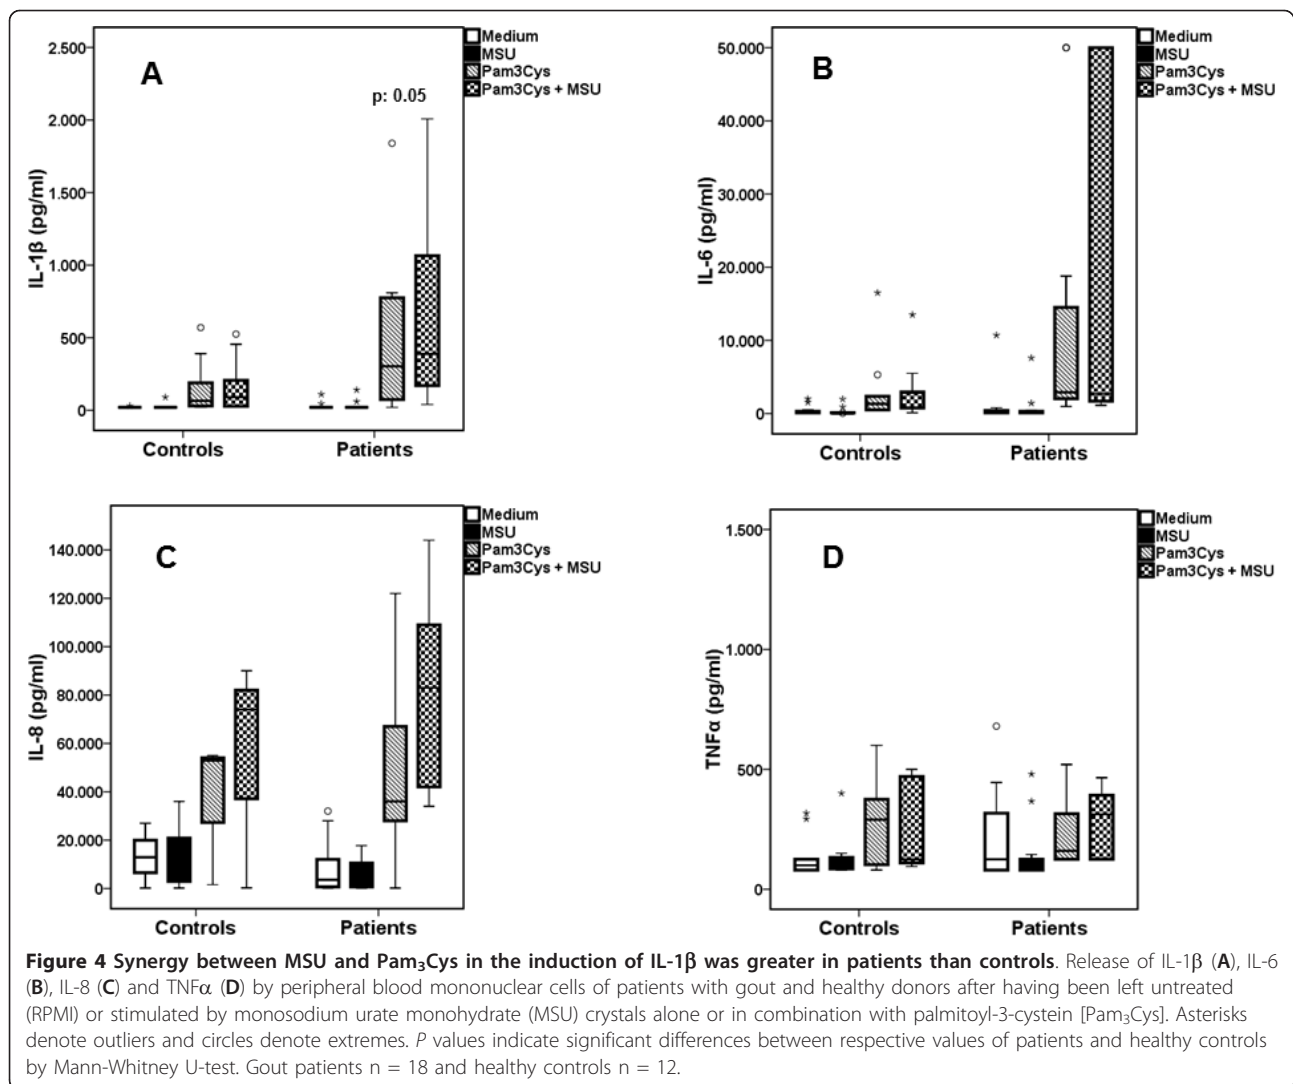 2.500
2.000
1.500
1.000
500
0
IL-1β (pg/ml)
A
p: 0.05
Controls
Patients
Medium
MSU
Pam3Cys
Pam3Cys + MSU
50.000
40.000
30.000
20.000
10.000
0
IL-6 (pg/ml)
B
Controls
Patients
Medium
MSU
Pam3Cys
Pam3Cys + MSU
140.000
120.000
100.000
80.000
60.000
40.000
20.000
0
IL-8 (pg/ml)
C
Controls
Patients
Medium
MSU
Pam3Cys
Pam3Cys + MSU
1.500
1.000
500
0
TNFα (pg/ml)
D
Controls
Patients
Medium
MSU
Pam3Cys
Pam3Cys + MSU
Figure 4 Synergy between MSU and Pam₃Cys in the induction of IL-1β was greater in patients than controls. Release of IL-1β (A), IL-6
(B), IL-8 (C) and TNFα (D) by peripheral blood mononuclear cells of patients with gout and healthy donors after having been left untreated
(RPMI) or stimulated by monosodium urate monohydrate (MSU) crystals alone or in combination with palmitoyl-3-cystein [Pam₃Cys]. Asterisks
denote outliers and circles denote extremes. P values indicate significant differences between respective values of patients and healthy controls
by Mann-Whitney U-test. Gout patients n = 18 and healthy controls n = 12.